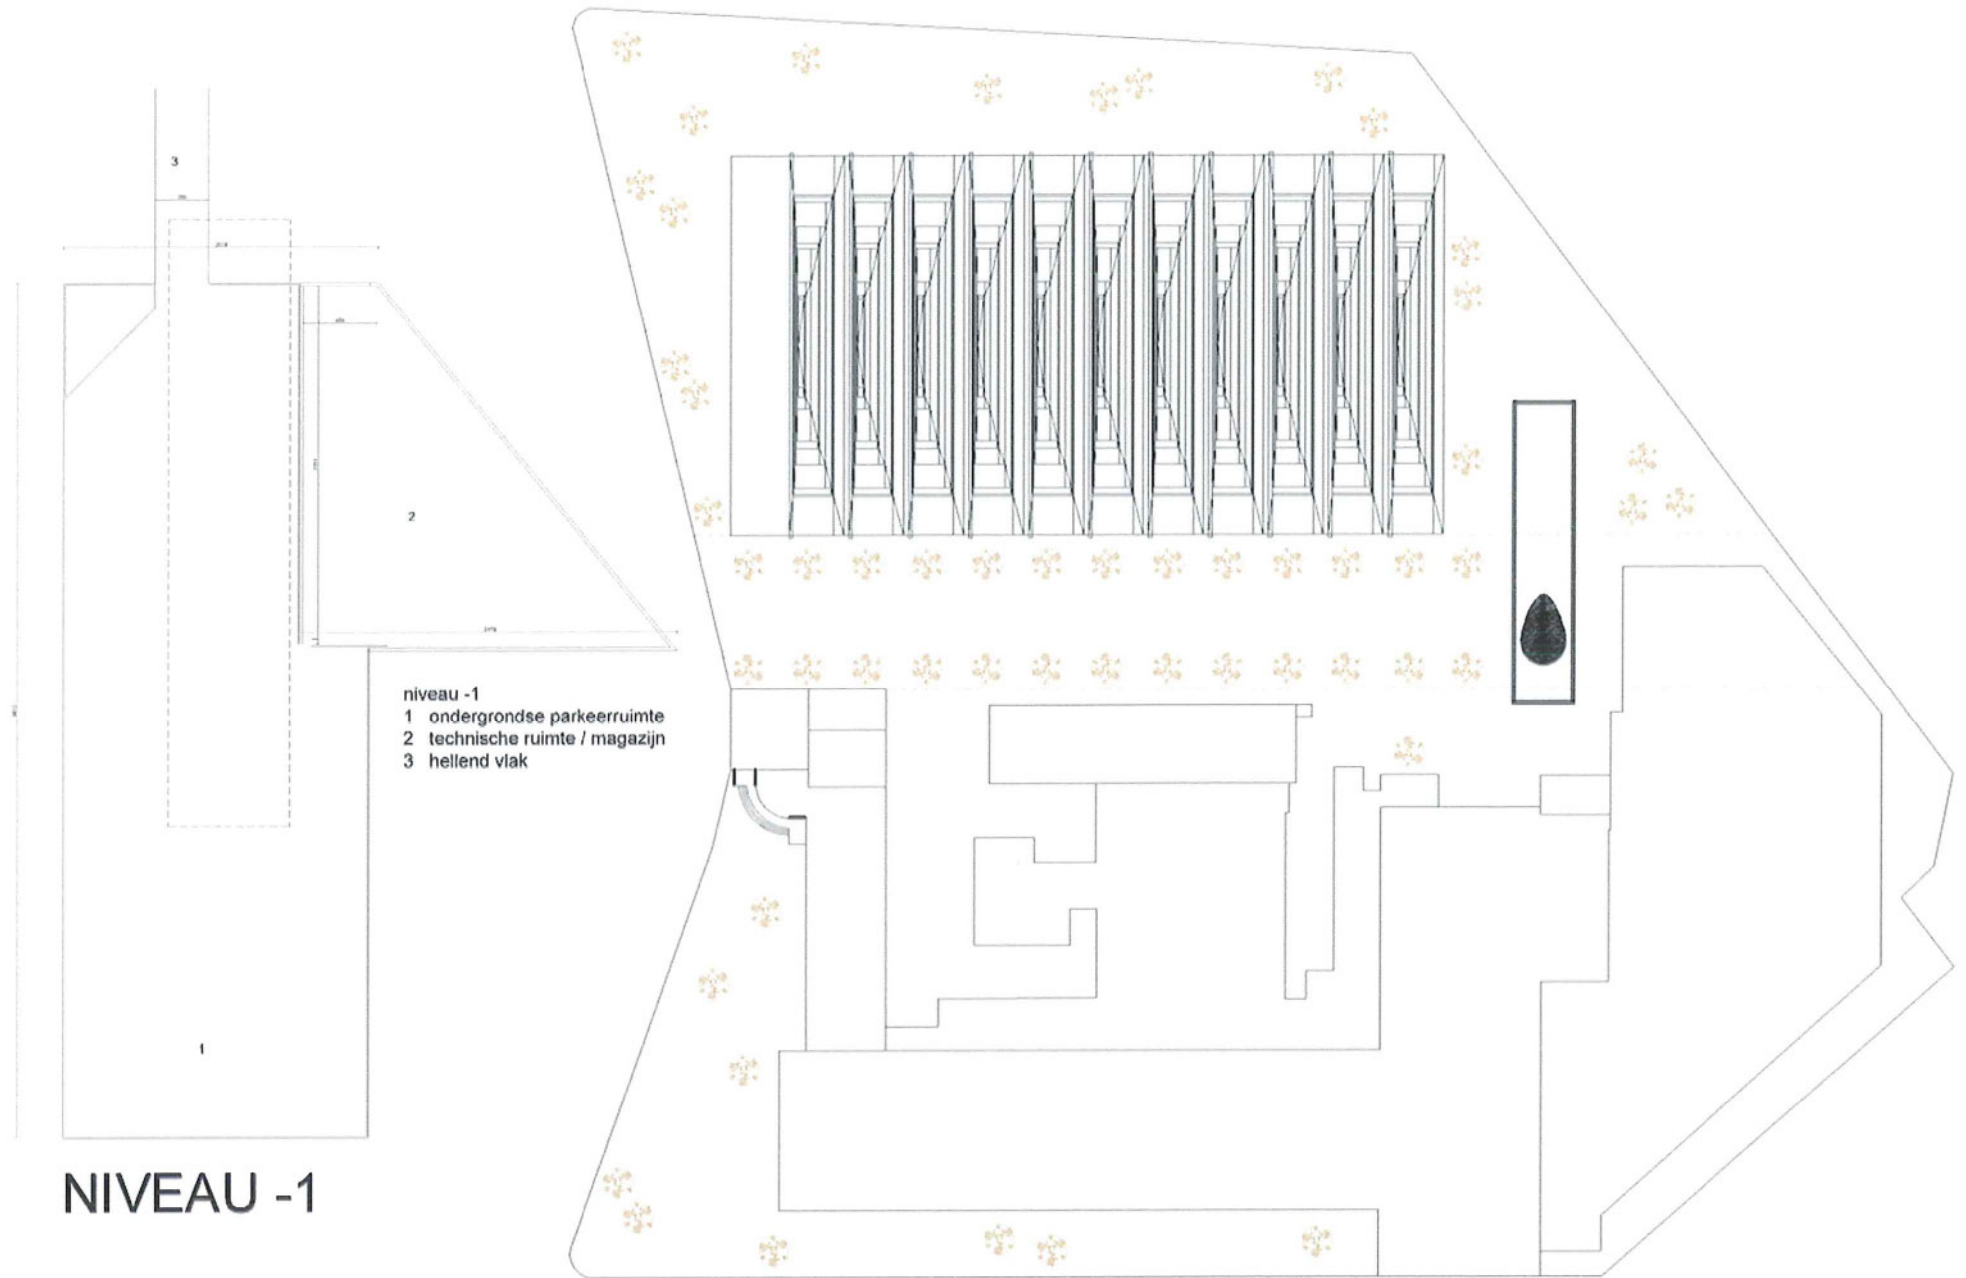 3
2
niveau -1
1 ondergrondse parkeerruimte
2 technische ruimte / magazijn
3 hellend vlak
1
NIVEAU -1